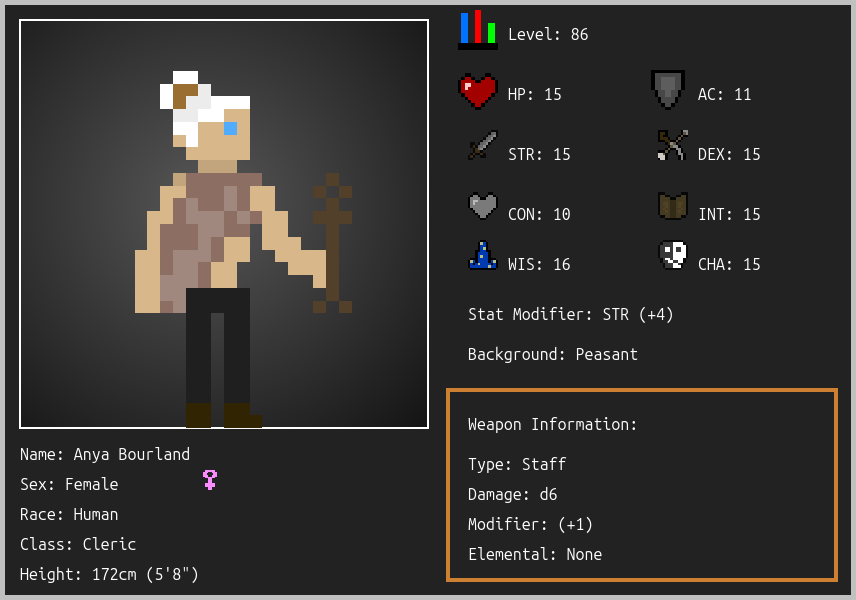 Level: 86
HP: 15
AC: 11
STR: 15
DEX: 15
CON: 10
INT: 15
WIS: 16
CHA: 15
Stat Modifier: STR (+4)
Background: Peasant
Weapon Information:
Type: Staff
Damage: d6
Modifier: (+1)
Elemental: None
Name: Anya Bourland
Sex: Female
Race: Human
Class: Cleric
Height: 172cm (5'8")